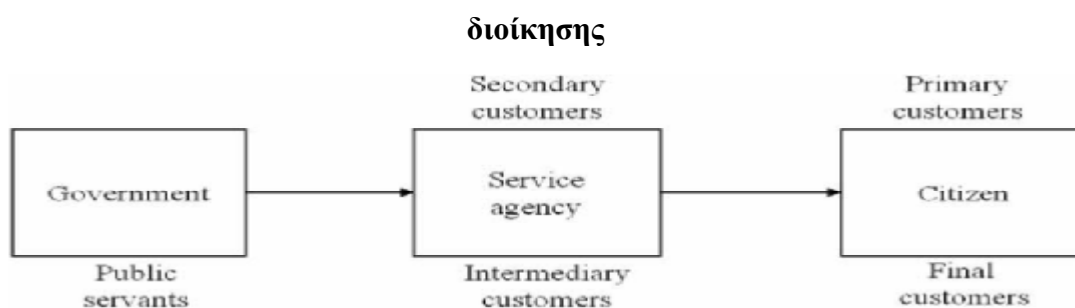 διοίκησης
Secondary
customers
Primary
customers
Government
Service
agency
Citizen
Public
servants
Intermediary
customers
Final
customers